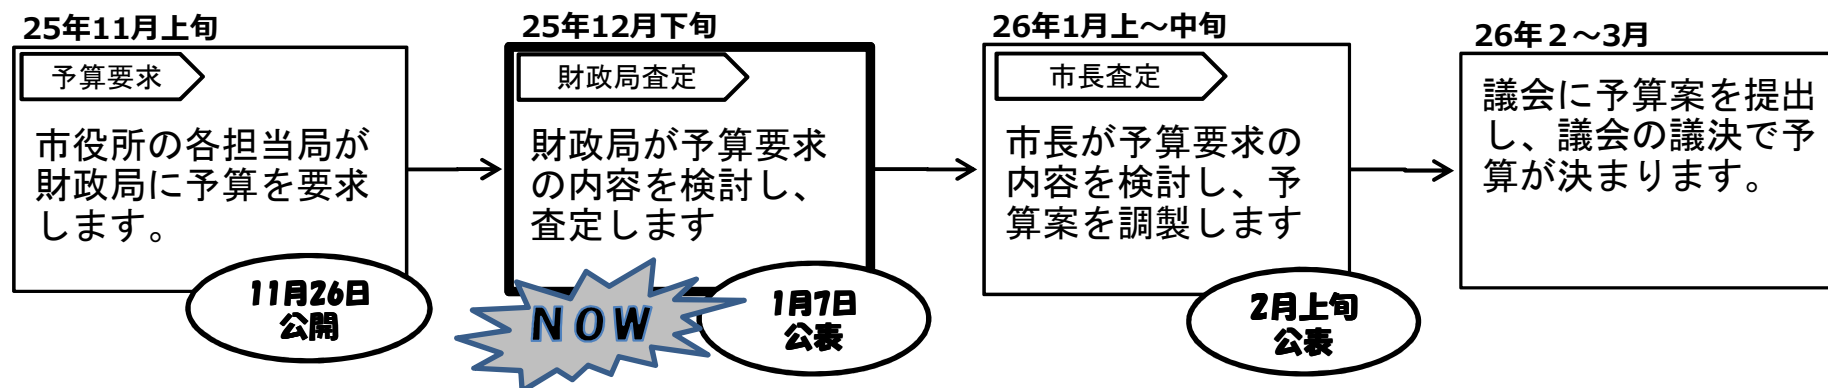 25年11月上旬
予算要求
市役所の各担当局が
財政局に予算を要求
します。
11月26日
公開
25年12月下旬
財政局査定
財政局が予算要求
の内容を検討し、
査定します
NOW
1月7日
公表
26年1月上～中旬
市長査定
市長が予算要求の
内容を検討し、予
算案を調製します
2月上旬
公表
26年２～3月
議会に予算案を提出
し、議会の議決で予
算が決まります。